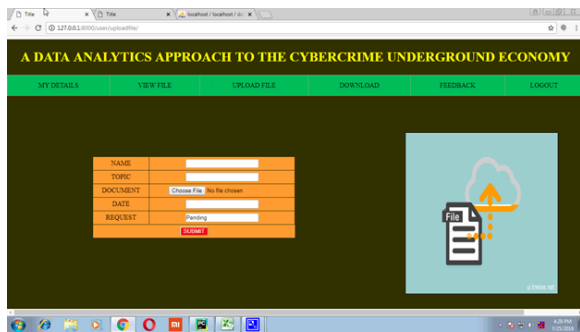 Title
Title
localhost / localhost / do
127.0.0.1:8000/user/uploadfile/
A DATA ANALYTICS APPROACH TO THE CYBERCRIME UNDERGROUND ECONOMY
MY DETAILS VIEW FILE UPLOAD FILE DOWNLOAD FEEDBACK LOGOUT
NAME
TOPIC
DOCUMENT Choose File No file chosen
DATE
REQUEST Pending
SUBMIT
File
4:29 PM